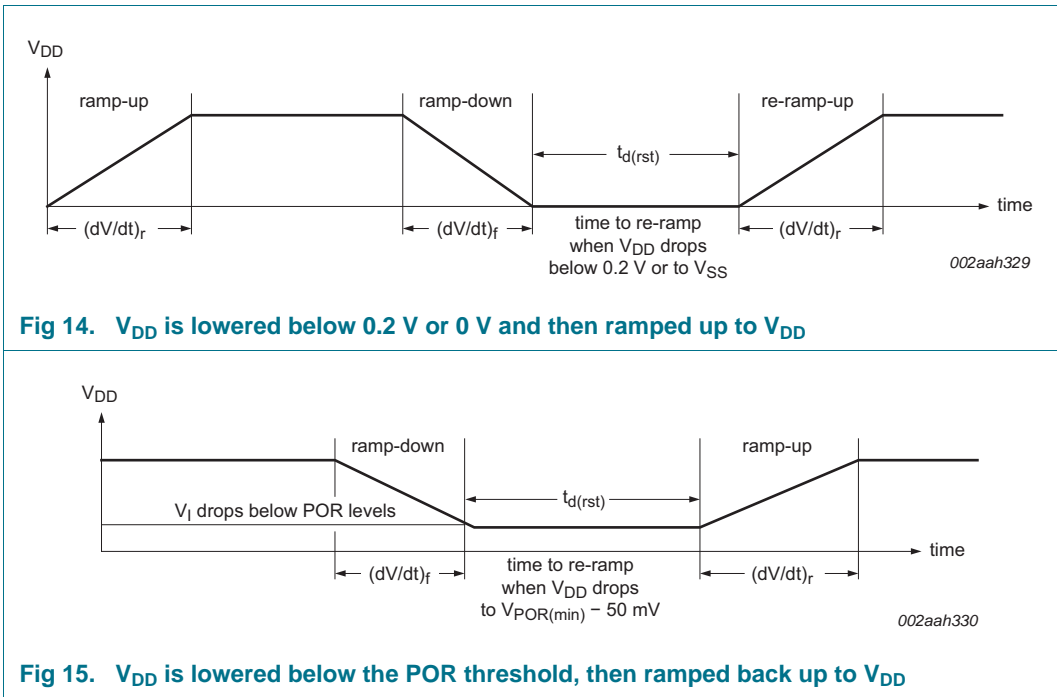 VDD
ramp-up
ramp-down
re-ramp-up
td(rst)
time
(dV/dt)r
(dV/dt)f
time to re-ramp
when VDD drops
below 0.2 V or to VSS
(dV/dt)r
002aah329
Fig 14. VDD is lowered below 0.2 V or 0 V and then ramped up to VDD
VDD
ramp-down
ramp-up
td(rst)
VI drops below POR levels
time
(dV/dt)f
time to re-ramp
when VDD drops
to VPOR(min) − 50 mV
(dV/dt)r
002aah330
Fig 15. VDD is lowered below the POR threshold, then ramped back up to VDD